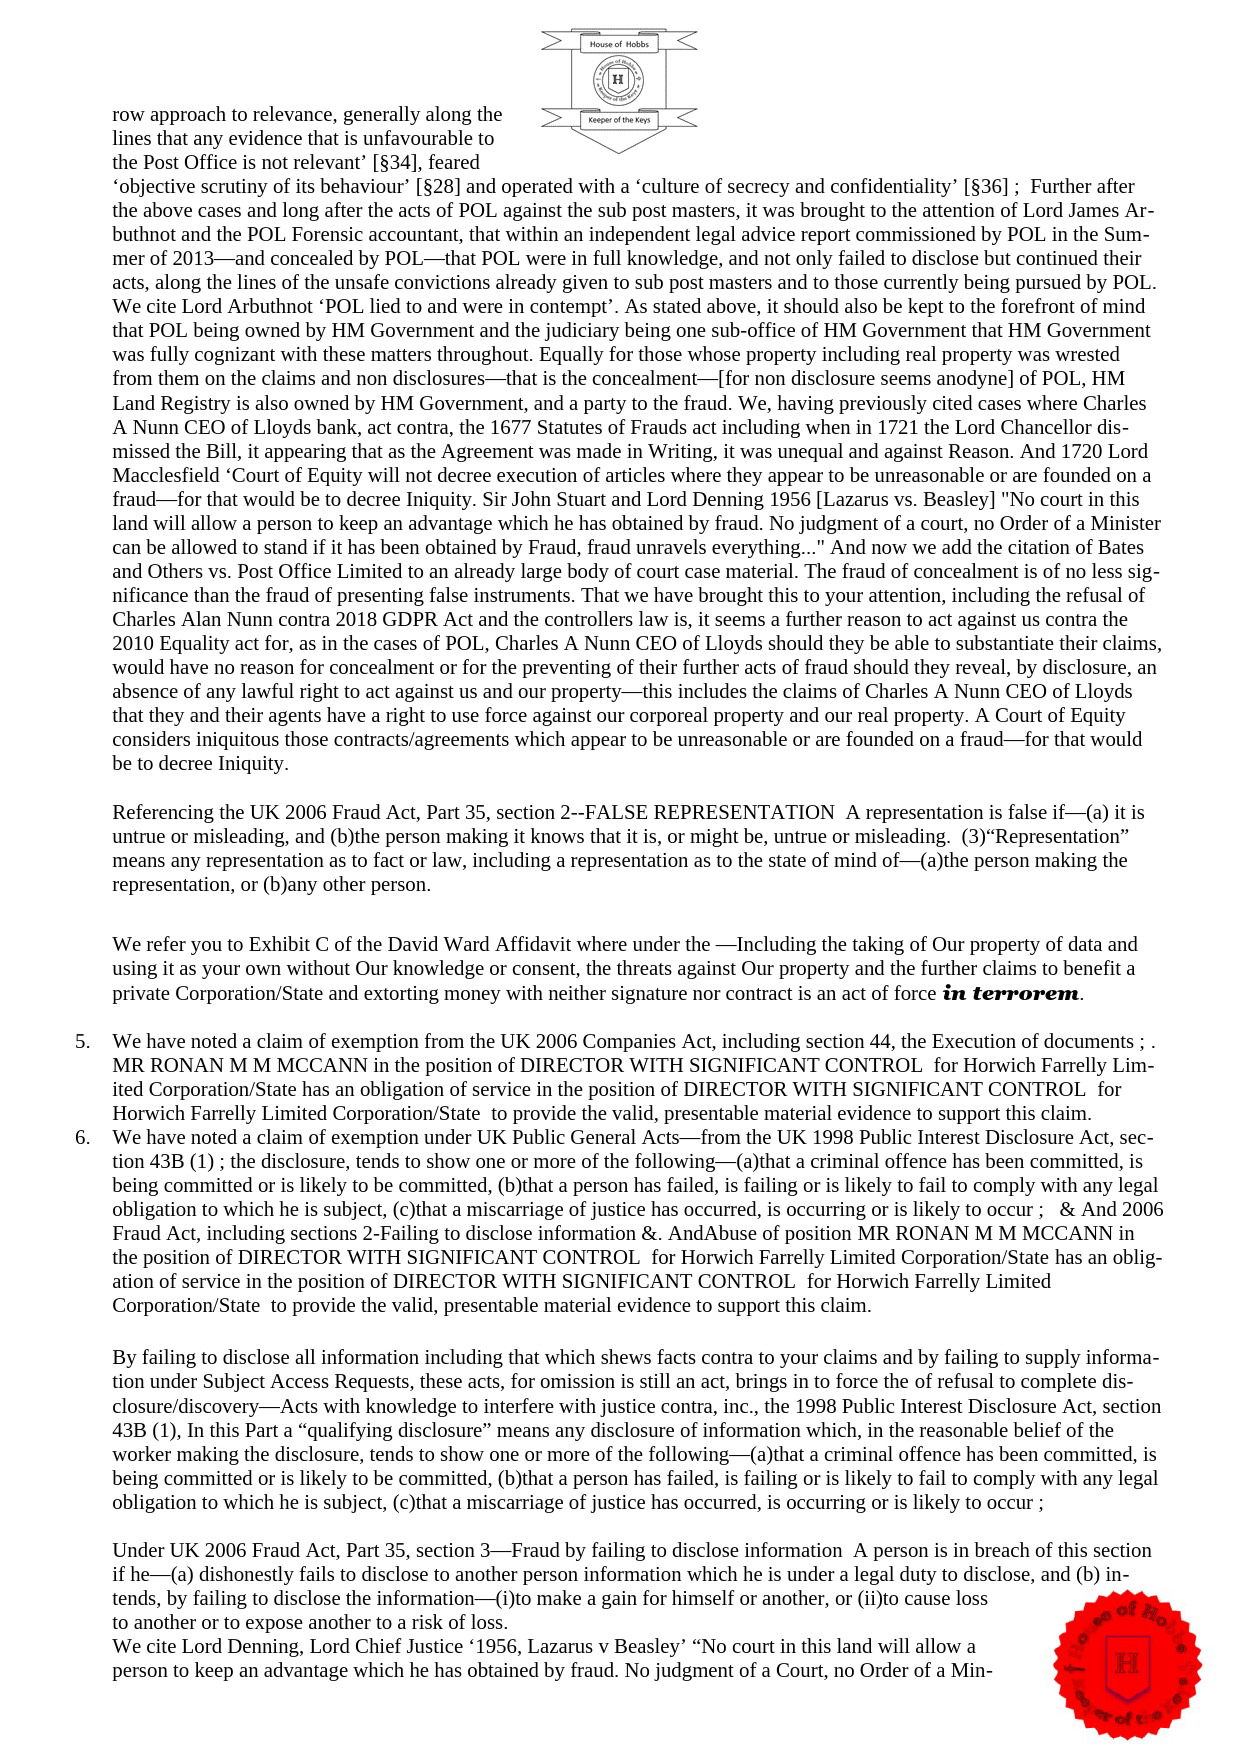 House of Hobbs
House of Hobbs
H
Keeper of the Keys
Keeper of the Keys
row approach to relevance, generally along the
lines that any evidence that is unfavourable to
the Post Office is not relevant’ [§34], feared
‘objective scrutiny of its behaviour’ [§28] and operated with a ‘culture of secrecy and confidentiality’ [§36] ;  Further after
the above cases and long after the acts of POL against the sub post masters, it was brought to the attention of Lord James Ar-
buthnot and the POL Forensic accountant, that within an independent legal advice report commissioned by POL in the Sum-
mer of 2013—and concealed by POL—that POL were in full knowledge, and not only failed to disclose but continued their
acts, along the lines of the unsafe convictions already given to sub post masters and to those currently being pursued by POL.
We cite Lord Arbuthnot ‘POL lied to and were in contempt’. As stated above, it should also be kept to the forefront of mind
that POL being owned by HM Government and the judiciary being one sub-office of HM Government that HM Government
was fully cognizant with these matters throughout. Equally for those whose property including real property was wrested
from them on the claims and non disclosures—that is the concealment—[for non disclosure seems anodyne] of POL, HM
Land Registry is also owned by HM Government, and a party to the fraud. We, having previously cited cases where Charles
A Nunn CEO of Lloyds bank, act contra, the 1677 Statutes of Frauds act including when in 1721 the Lord Chancellor dis-
missed the Bill, it appearing that as the Agreement was made in Writing, it was unequal and against Reason. And 1720 Lord
Macclesfield ‘Court of Equity will not decree execution of articles where they appear to be unreasonable or are founded on a
fraud—for that would be to decree Iniquity. Sir John Stuart and Lord Denning 1956 [Lazarus vs. Beasley] "No court in this
land will allow a person to keep an advantage which he has obtained by fraud. No judgment of a court, no Order of a Minister
can be allowed to stand if it has been obtained by Fraud, fraud unravels everything..." And now we add the citation of Bates
and Others vs. Post Office Limited to an already large body of court case material. The fraud of concealment is of no less sig-
nificance than the fraud of presenting false instruments. That we have brought this to your attention, including the refusal of
Charles Alan Nunn contra 2018 GDPR Act and the controllers law is, it seems a further reason to act against us contra the
2010 Equality act for, as in the cases of POL, Charles A Nunn CEO of Lloyds should they be able to substantiate their claims,
would have no reason for concealment or for the preventing of their further acts of fraud should they reveal, by disclosure, an
absence of any lawful right to act against us and our property—this includes the claims of Charles A Nunn CEO of Lloyds
that they and their agents have a right to use force against our corporeal property and our real property. A Court of Equity
considers iniquitous those contracts/agreements which appear to be unreasonable or are founded on a fraud—for that would
be to decree Iniquity.
Referencing the UK 2006 Fraud Act, Part 35, section 2--FALSE REPRESENTATION  A representation is false if—(a) it is
untrue or misleading, and (b)the person making it knows that it is, or might be, untrue or misleading.  (3)“Representation”
means any representation as to fact or law, including a representation as to the state of mind of—(a)the person making the
representation, or (b)any other person.
We refer you to Exhibit C of the David Ward Affidavit where under the —Including the taking of Our property of data and
using it as your own without Our knowledge or consent, the threats against Our property and the further claims to benefit a
private Corporation/State and extorting money with neither signature nor contract is an act of force in terrorem.
5. We have noted a claim of exemption from the UK 2006 Companies Act, including section 44, the Execution of documents ; .
MR RONAN M M MCCANN in the position of DIRECTOR WITH SIGNIFICANT CONTROL  for Horwich Farrelly Lim-
ited Corporation/State has an obligation of service in the position of DIRECTOR WITH SIGNIFICANT CONTROL  for
Horwich Farrelly Limited Corporation/State  to provide the valid, presentable material evidence to support this claim.
6. We have noted a claim of exemption under UK Public General Acts—from the UK 1998 Public Interest Disclosure Act, sec-
tion 43B (1) ; the disclosure, tends to show one or more of the following—(a)that a criminal offence has been committed, is
being committed or is likely to be committed, (b)that a person has failed, is failing or is likely to fail to comply with any legal
obligation to which he is subject, (c)that a miscarriage of justice has occurred, is occurring or is likely to occur ;   & And 2006
Fraud Act, including sections 2-Failing to disclose information &. AndAbuse of position MR RONAN M M MCCANN in
the position of DIRECTOR WITH SIGNIFICANT CONTROL  for Horwich Farrelly Limited Corporation/State has an oblig-
ation of service in the position of DIRECTOR WITH SIGNIFICANT CONTROL  for Horwich Farrelly Limited
Corporation/State  to provide the valid, presentable material evidence to support this claim.
By failing to disclose all information including that which shews facts contra to your claims and by failing to supply informa-
tion under Subject Access Requests, these acts, for omission is still an act, brings in to force the of refusal to complete dis-
closure/discovery—Acts with knowledge to interfere with justice contra, inc., the 1998 Public Interest Disclosure Act, section
43B (1), In this Part a “qualifying disclosure” means any disclosure of information which, in the reasonable belief of the
worker making the disclosure, tends to show one or more of the following—(a)that a criminal offence has been committed, is
being committed or is likely to be committed, (b)that a person has failed, is failing or is likely to fail to comply with any legal
obligation to which he is subject, (c)that a miscarriage of justice has occurred, is occurring or is likely to occur ;
Under UK 2006 Fraud Act, Part 35, section 3—Fraud by failing to disclose information  A person is in breach of this section
if he—(a) dishonestly fails to disclose to another person information which he is under a legal duty to disclose, and (b) in-
tends, by failing to disclose the information—(i)to make a gain for himself or another, or (ii)to cause loss
to another or to expose another to a risk of loss.
We cite Lord Denning, Lord Chief Justice ‘1956, Lazarus v Beasley’ “No court in this land will allow a
person to keep an advantage which he has obtained by fraud. No judgment of a Court, no Order of a Min-
House of Hobbs
H